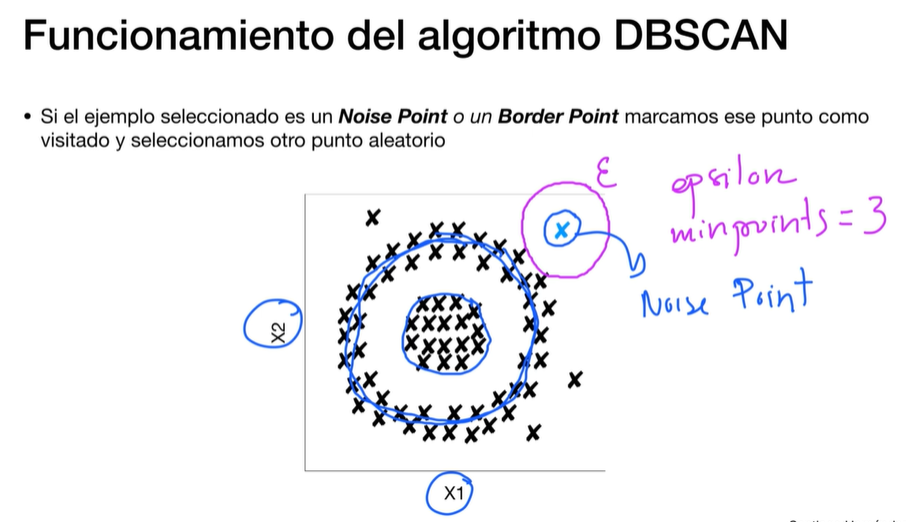 Funcionamiento del algoritmo DBSCAN
• Si el ejemplo seleccionado es un Noise Point o un Border Point marcamos ese punto como
visitado y seleccionamos otro punto aleatorio
ε
epsilon
minpoints = 3
Noise Point
X2
X1